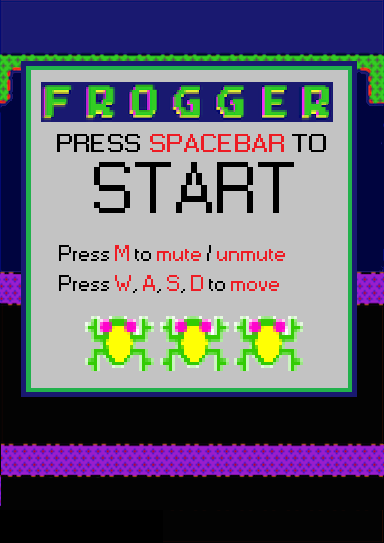 FROGGER
PRESS SPACEBAR TO
START
Press M to mute / unmute
Press W, A, S, D to move